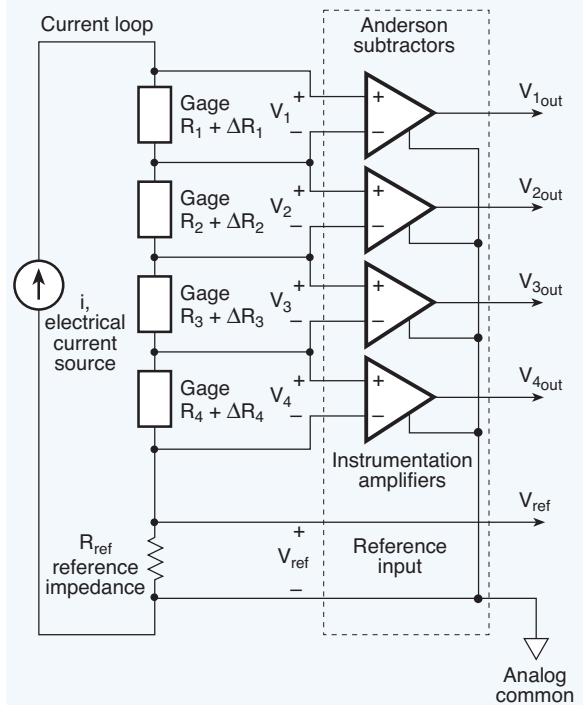 Current loop
Anderson
subtractors
Gage
R₁ + ΔR₁
+
V₁
–
+
–
V₁out
Gage
R₂ + ΔR₂
+
V₂
–
+
–
V₂out
i,
electrical
current
source
Gage
R₃ + ΔR₃
+
V₃
–
+
–
V₃out
Gage
R₄ + ΔR₄
+
V₄
–
+
–
V₄out
Instrumentation
amplifiers
Vref
Rref
reference
impedance
+
Vref
–
Reference
input
Analog
common